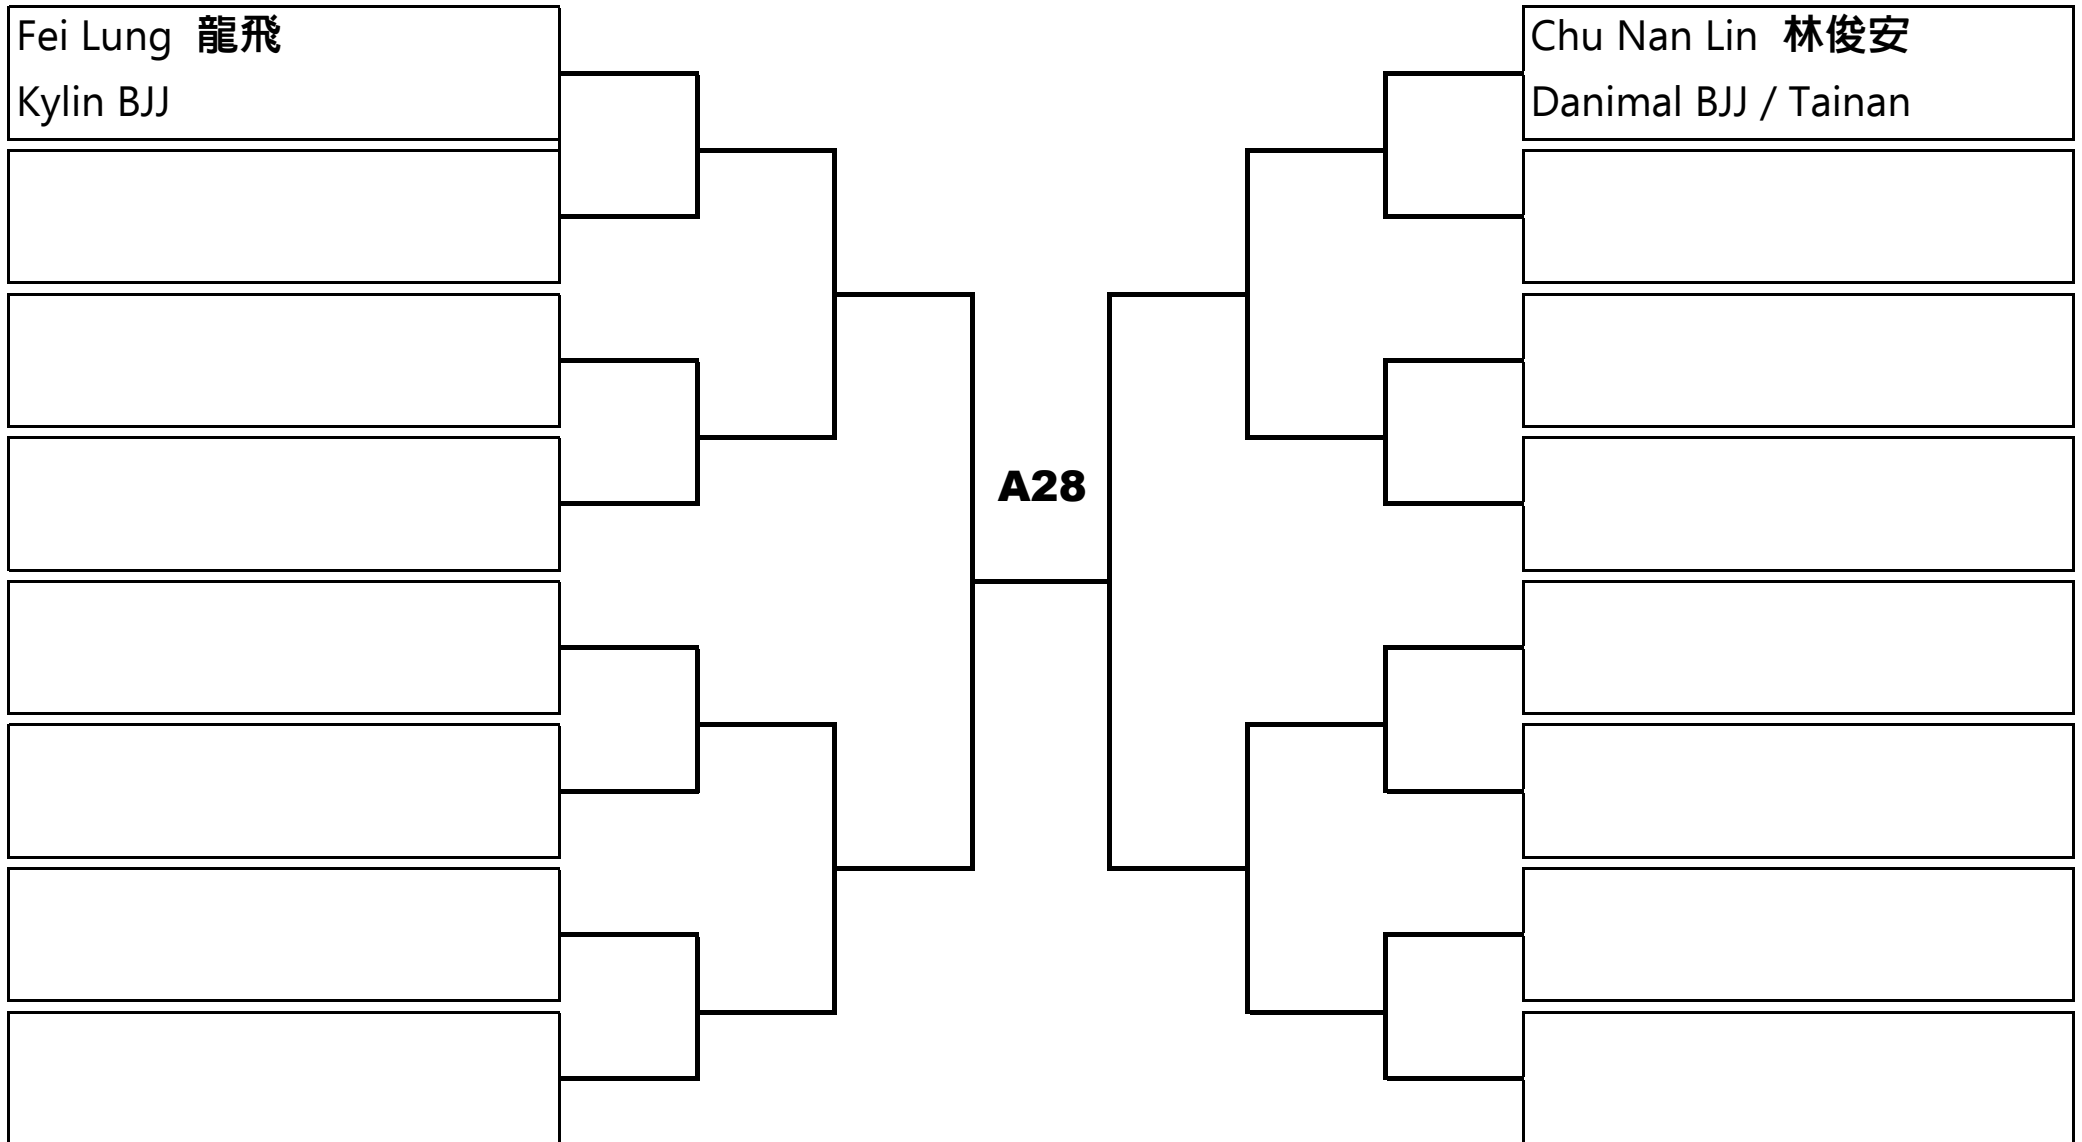 Fei Lung 龍飛
Kylin BJJ
Chu Nan Lin 林俊安
Danimal BJJ / Tainan
A28